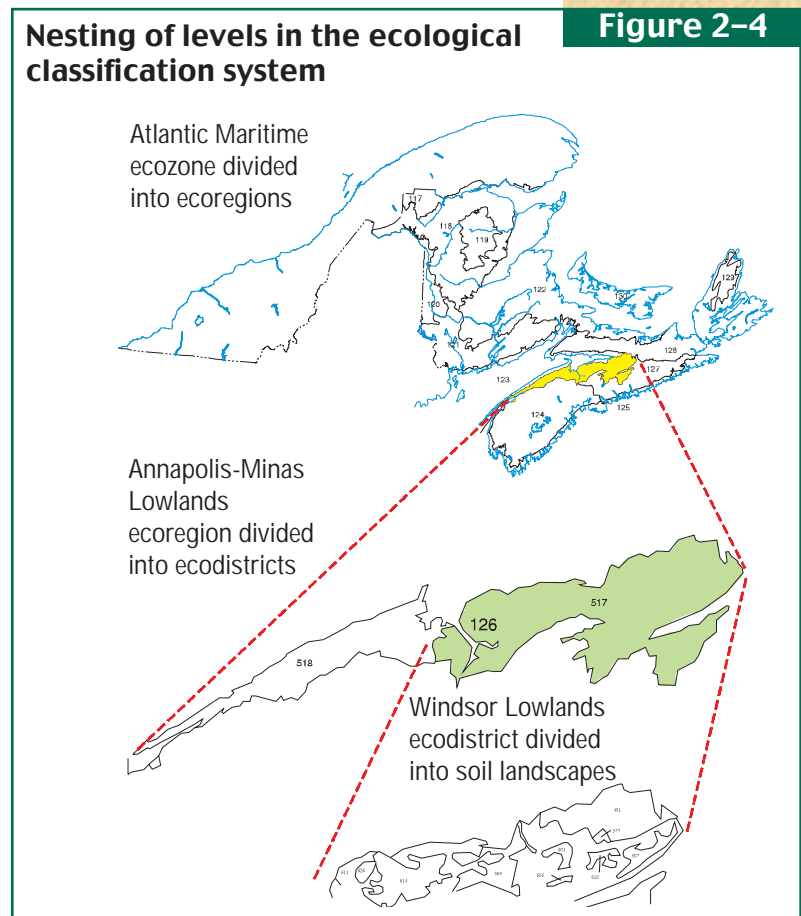 Figure 2–4
Nesting of levels in the ecological
classification system
Atlantic Maritime
ecozone divided
into ecoregions
117
118
119
120
122
130
129
128
127
123
124
125
Annapolis-Minas
Lowlands
ecoregion divided
into ecodistricts
517
126
518
Windsor Lowlands
ecodistrict divided
into soil landscapes
614